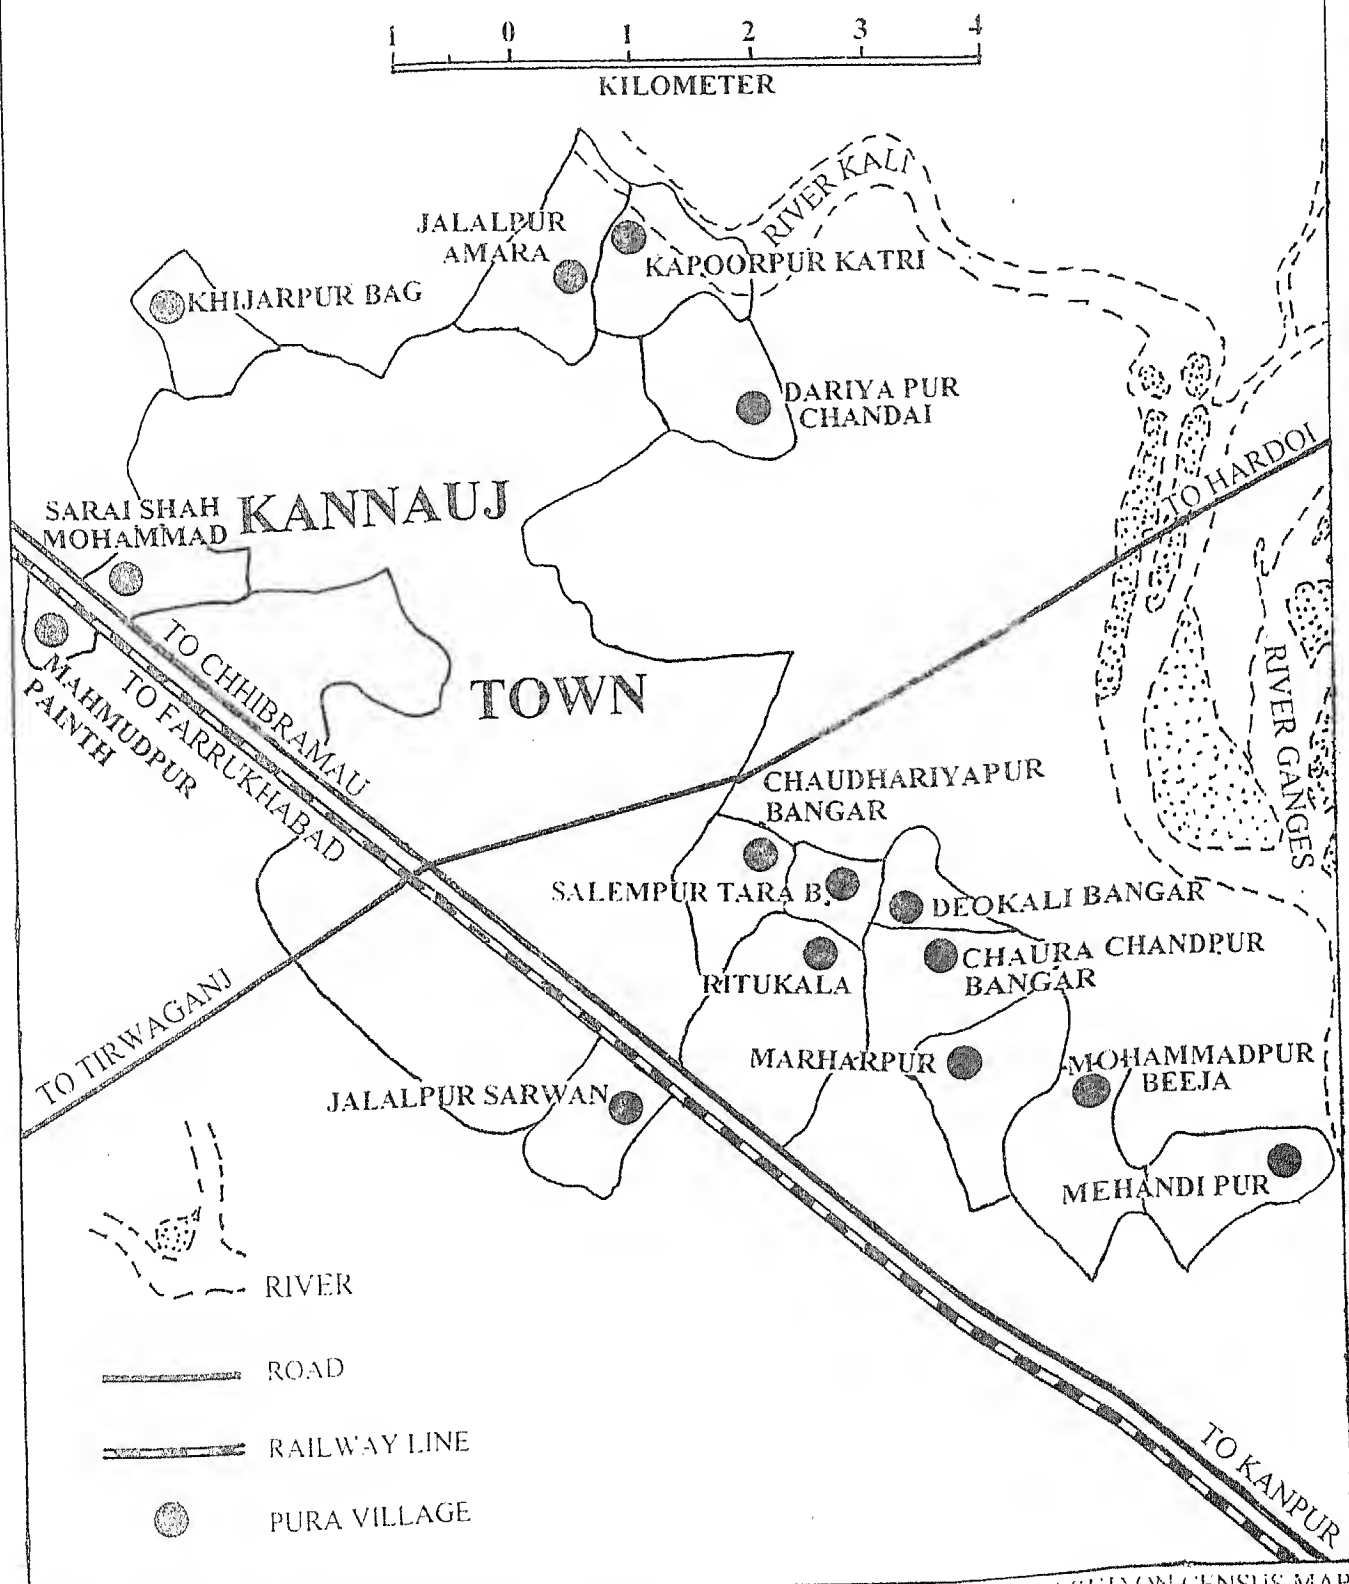 1 0 1 2 3 4
KILOMETER
RIVER KALI
JALALPUR
AMARA
KAPOORPUR KATRI
KHIJARPUR BAG
DARIYA PUR
CHANDAI
TO HARDOI
SARAI SHAH
MOHAMMAD
KANNAUJ
TOWN
TO CHHIBRAMAU
TO FARRUKHABAD
MAHMUDPUR
PAINTH
RIVER GANGES
CHAUDHARIYAPUR
BANGAR
SALEMPUR TARA B.
DEOKALI BANGAR
RITUKALA
CHAURA CHANDPUR
BANGAR
TO TIRWAGANJ
MARHARPUR
MOHAMMADPUR
BEEJA
JALALPUR SARWAN
MEHANDI PUR
RIVER
ROAD
RAILWAY LINE
PURA VILLAGE
TO KANPUR
ON CENSUS MAP